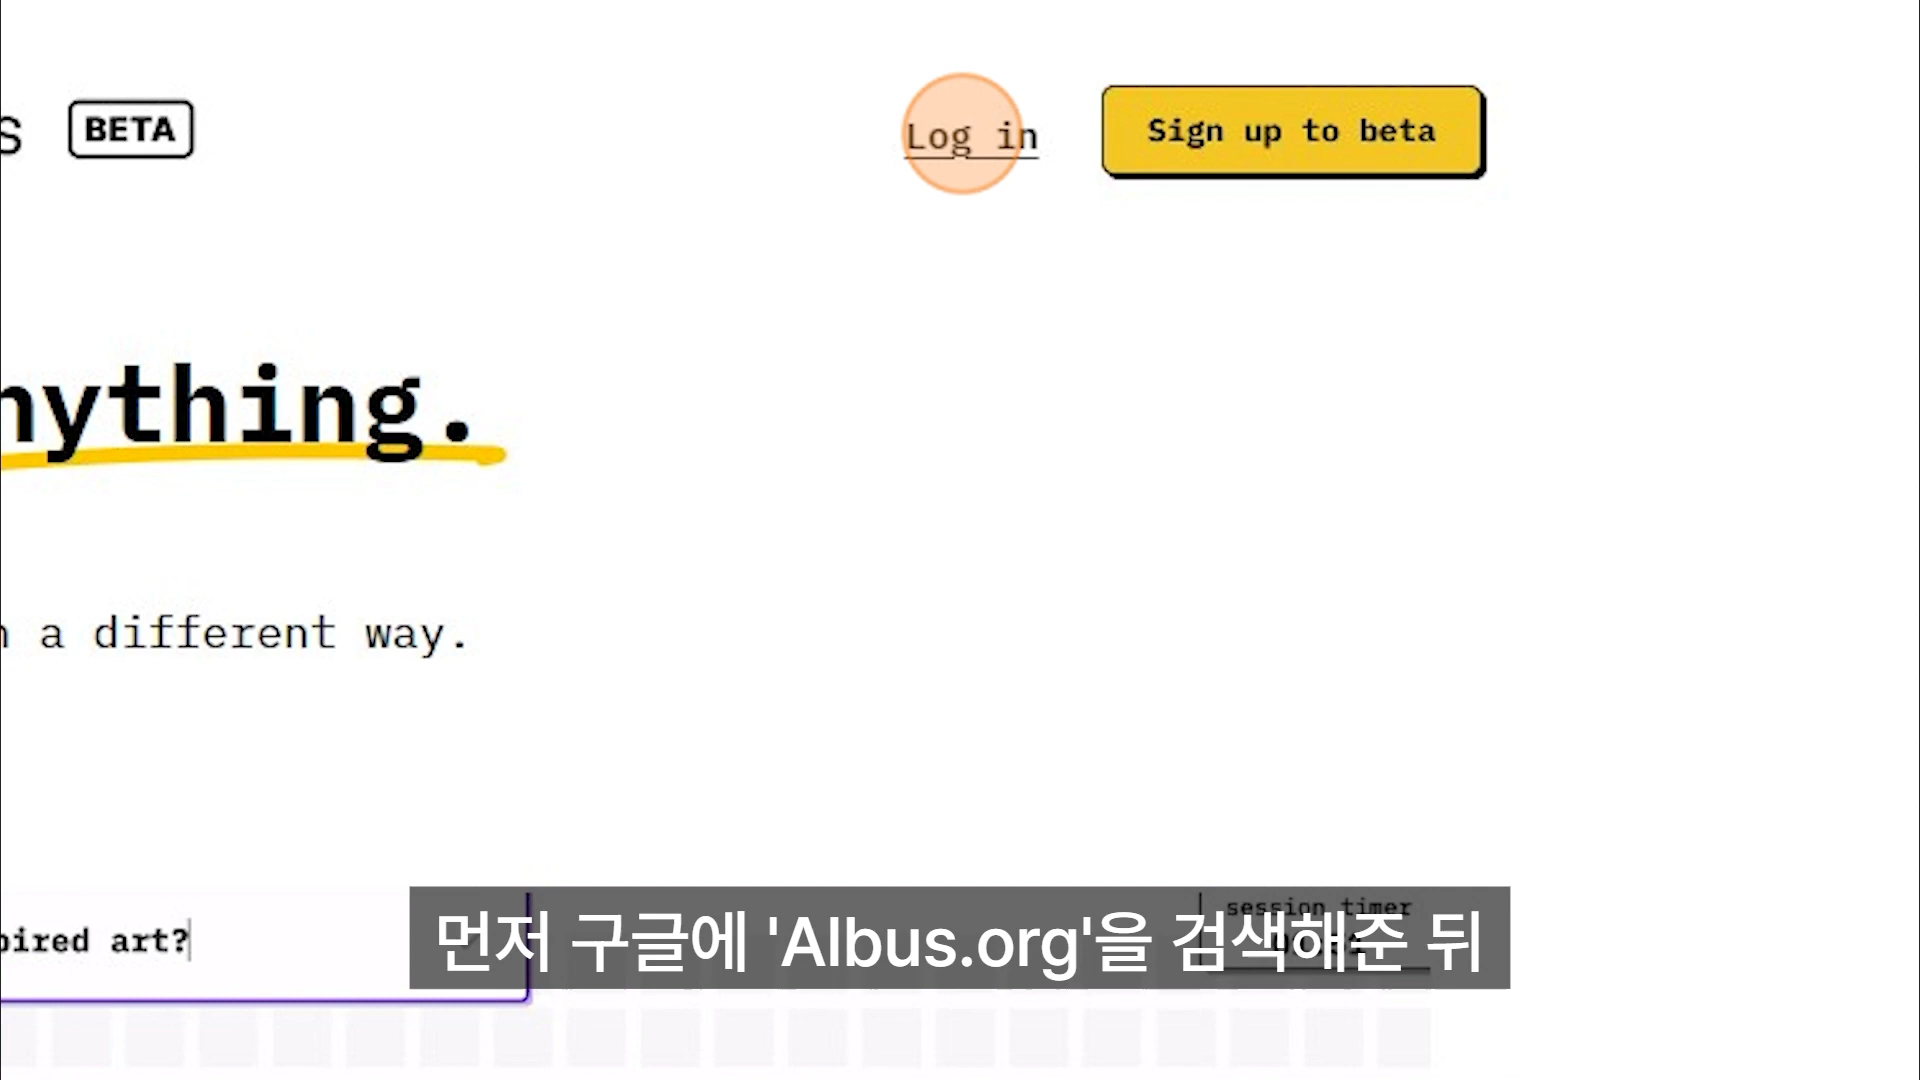 BETA
Log in
Sign up to beta
nything.
a different way.
pired art?
session timer
먼저 구글에 'Albus.org'을 검색해준 뒤